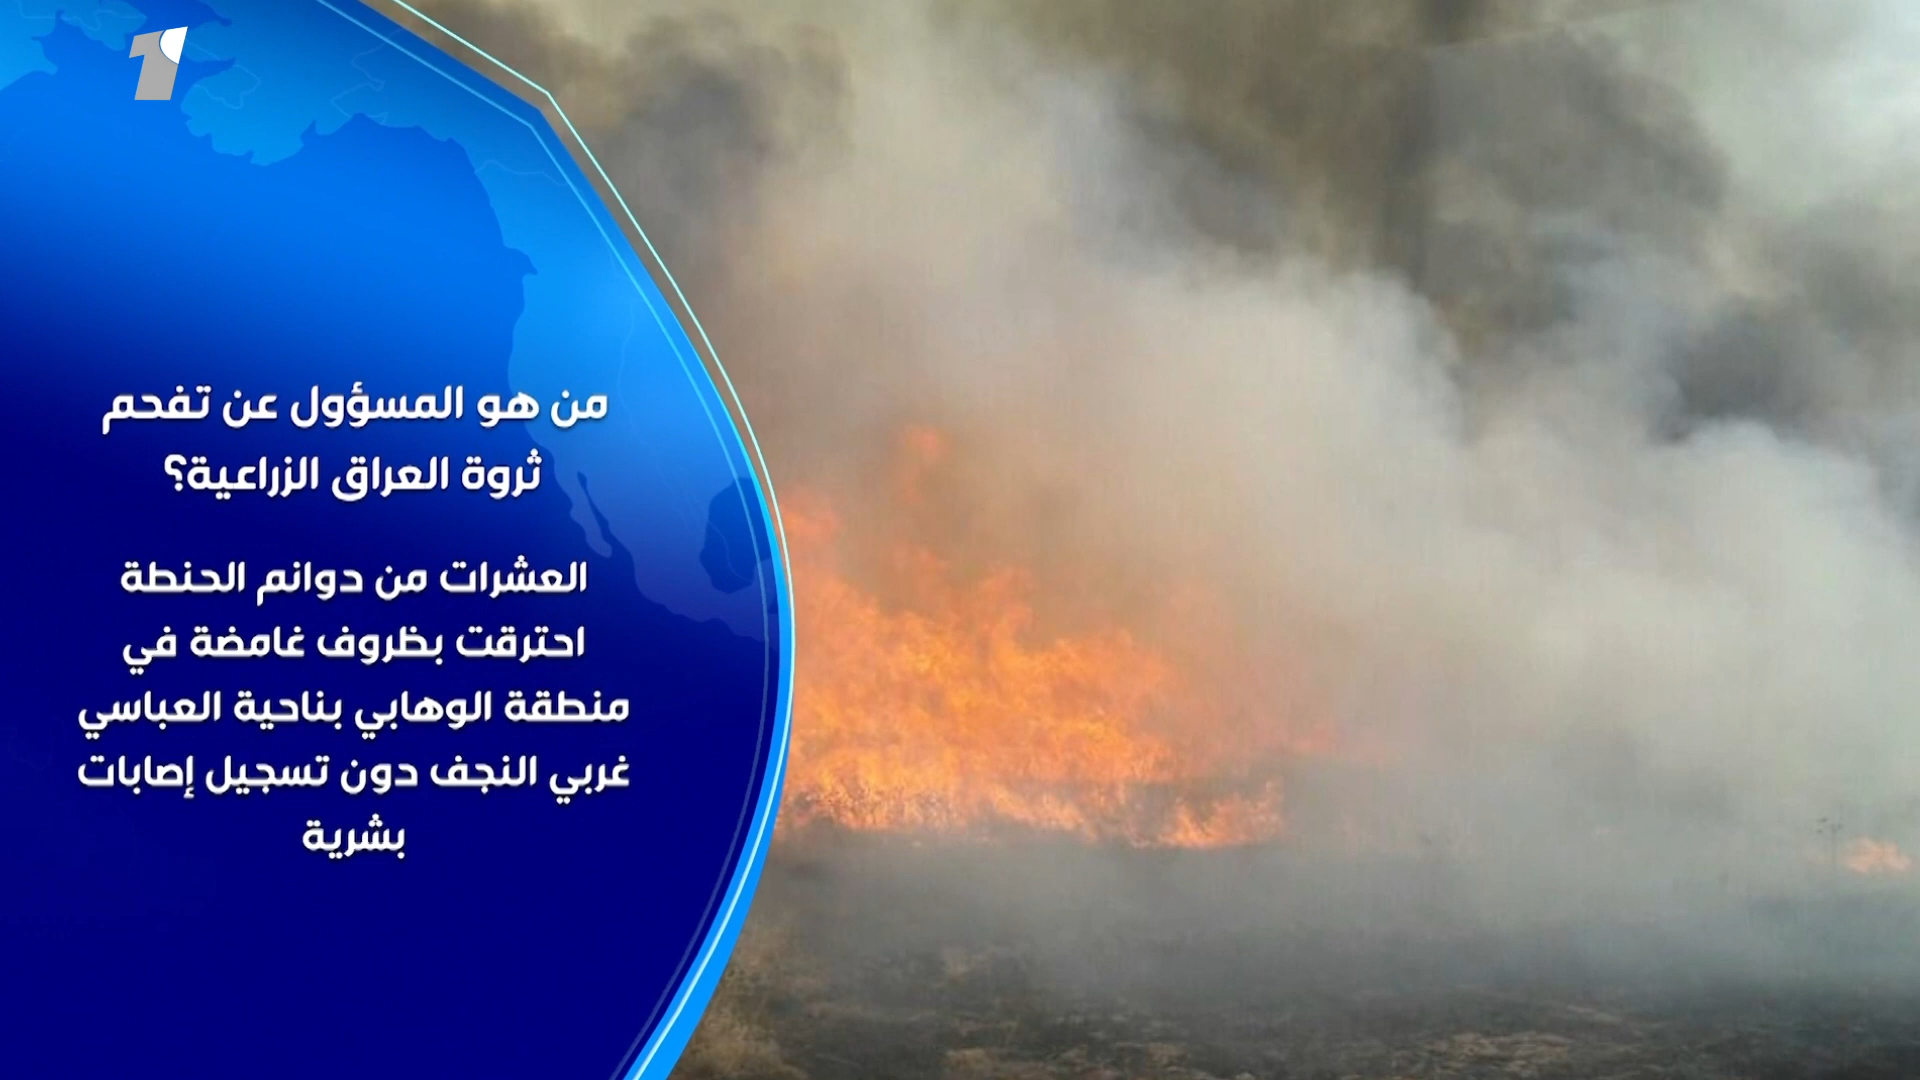 1
من هو المسؤول عن تفحم
ثروة العراق الزراعية؟
العشرات من دوانم الحنطة
احترقت بظروف غامضة في
منطقة الوهابي بناحية العباسي
غربي النجف دون تسجيل إصابات
بشرية